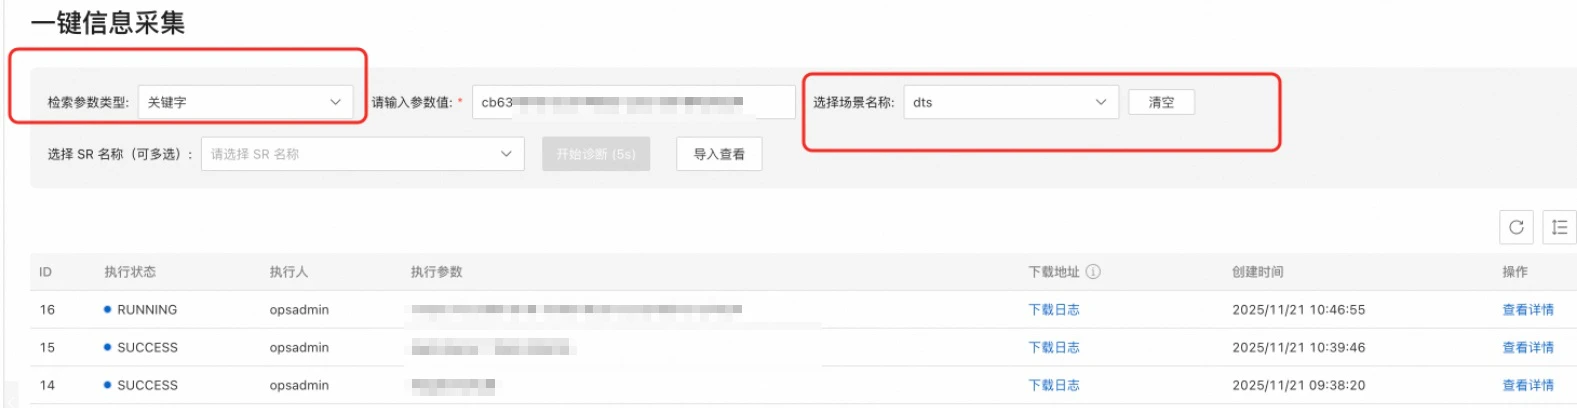 一键信息采集
检索参数类型: 关键字 请输入参数值: * cb63 选择场景名称: dts 清空
选择 SR 名称（可多选）: 请选择 SR 名称 开始诊断 (5s) 导入查看
ID 执行状态 执行人 执行参数 下载地址 创建时间 操作
16 RUNNING opsadmin 下载日志 2025/11/21 10:46:55 查看详情
15 SUCCESS opsadmin 下载日志 2025/11/21 10:39:46 查看详情
14 SUCCESS opsadmin 下载日志 2025/11/21 09:38:20 查看详情